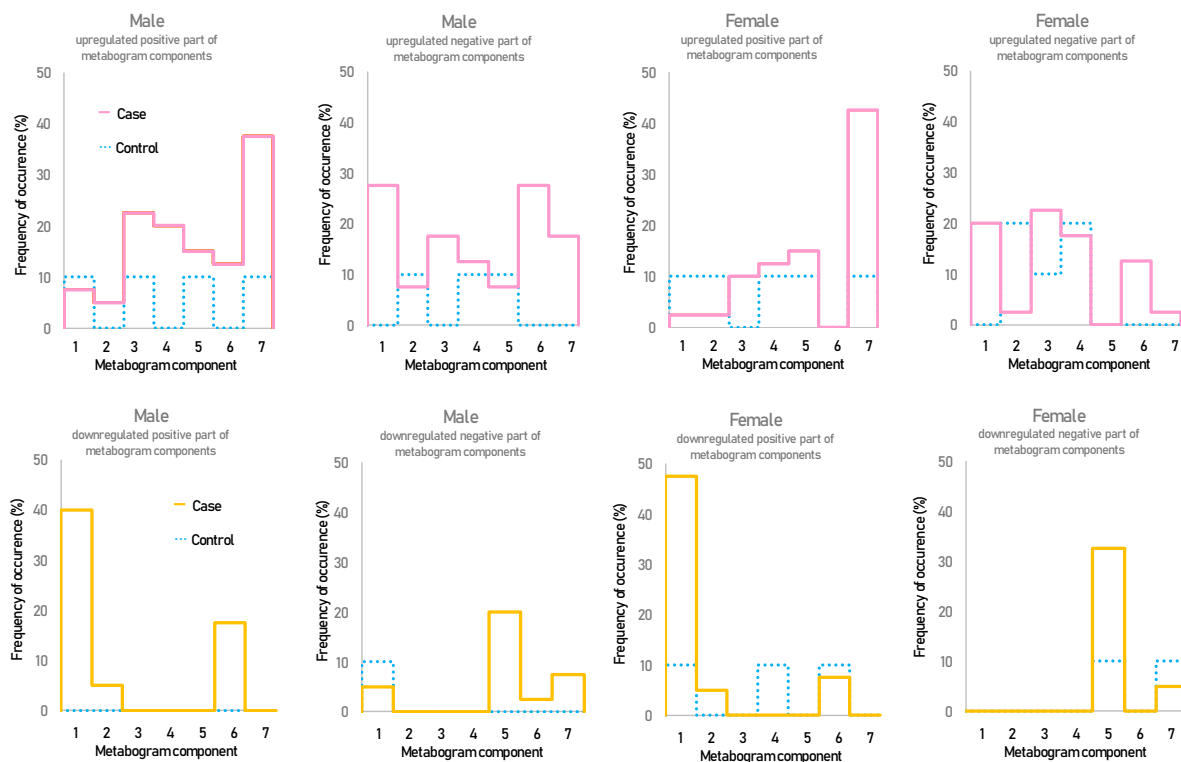 Male
upregulated positive part of
metabogram components
Frequency of occurence (%)
50
40
30
20
10
0
Case
Control
1 2 3 4 5 6 7
Metabogram component
Male
upregulated negative part of
metabogram components
Frequency of occurence (%)
50
40
30
20
10
0
1 2 3 4 5 6 7
Metabogram component
Female
upregulated positive part of
metabogram components
Frequency of occurence (%)
50
40
30
20
10
0
1 2 3 4 5 6 7
Metabogram component
Female
upregulated negative part of
metabogram components
Frequency of occurence (%)
50
40
30
20
10
0
1 2 3 4 5 6 7
Metabogram component
Male
downregulated positive part of
metabogram components
Frequency of occurence (%)
50
40
30
20
10
0
Case
Control
1 2 3 4 5 6 7
Metabogram component
Male
downregulated negative part of
metabogram components
Frequency of occurence (%)
50
40
30
20
10
0
1 2 3 4 5 6 7
Metabogram component
Female
downregulated positive part of
metabogram components
Frequency of occurence (%)
50
40
30
20
10
0
1 2 3 4 5 6 7
Metabogram component
Female
downregulated negative part of
metabogram components
Frequency of occurence (%)
50
40
30
20
10
0
1 2 3 4 5 6 7
Metabogram component